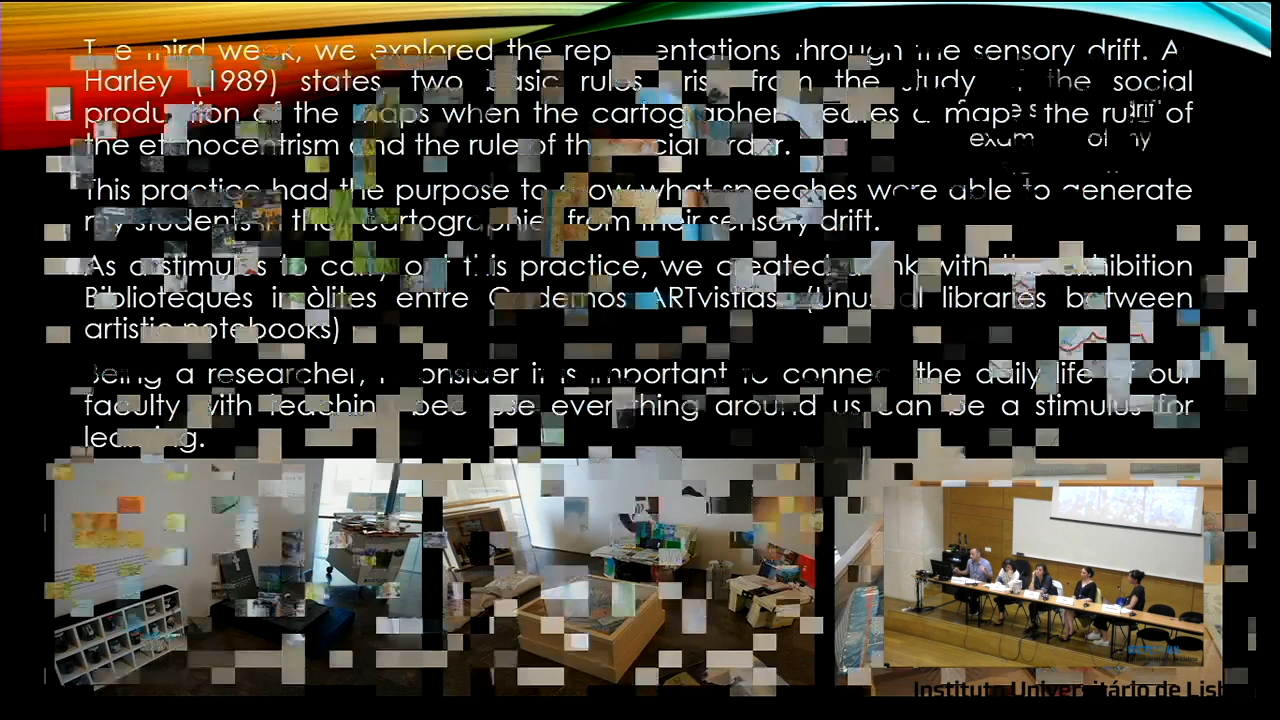 The third week, we explored the representations through the sensory drift. As
Harley (1989) states, two basic rules arise from the study of the social
production of the maps when the cartographer creates a map: the rule of
the ethnocentrism and the rule of the social order.
This practice had the purpose to show what speeches were able to generate
my students in the cartographies from their sensory drift.
As a stimulus to carry out this practice, we created a link with the exhibition
Biblioteques insòlites entre Quaderns ARTvistias (Unusual libraries between
artistic notebooks)
Being a researcher, I consider it is important to connect the daily life of our
faculty with teaching because everything around us can be a stimulus for
learning.
of my
Instituto Universitário de Lisboa